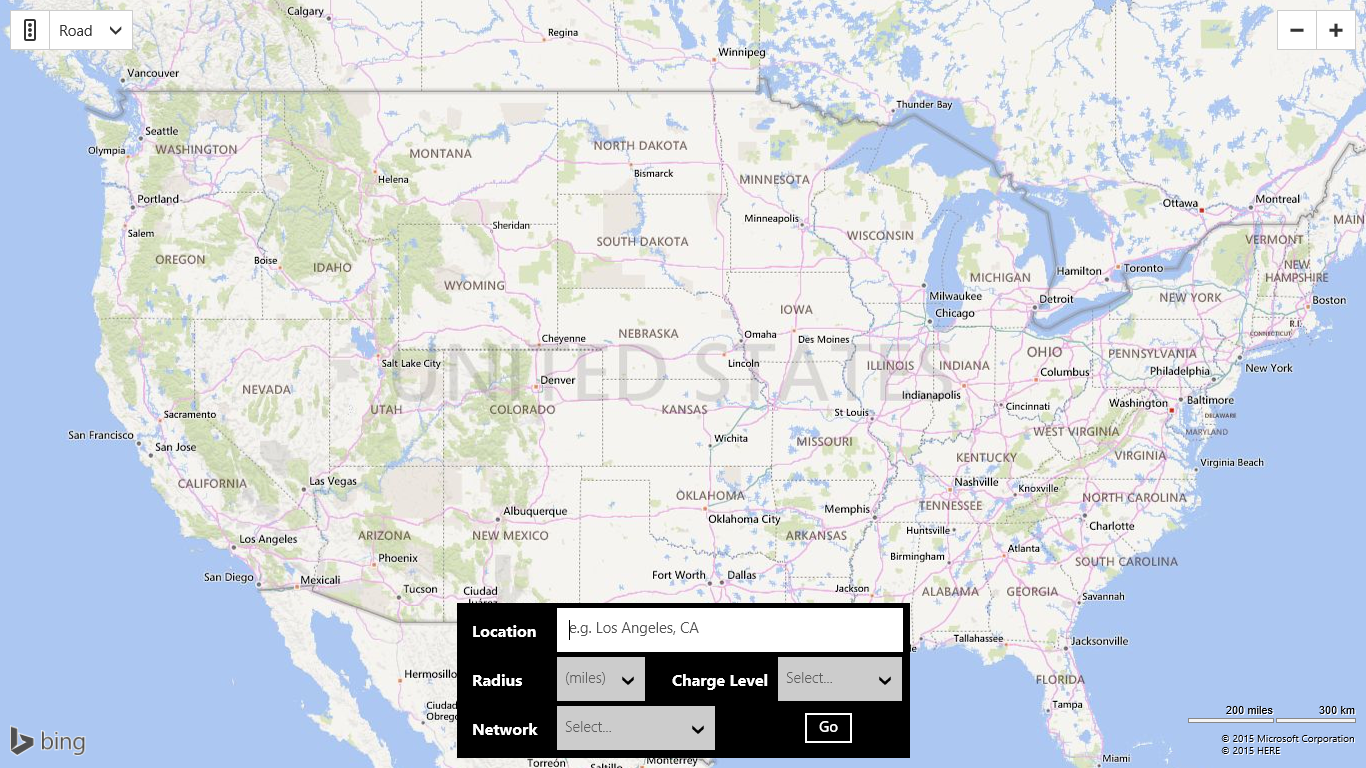 Calgary
Road
Regina
Winnipeg
Vancouver
Thunder Bay
Seattle
Olympia
WASHINGTON
MONTANA
NORTH DAKOTA
Helena
Bismarck
MINNESOTA
Portland
Ottawa
Montreal
Salem
Sheridan
Minneapolis
MAIN
OREGON
Boise
IDAHO
SOUTH DAKOTA
WISCONSIN
VERMONT
NEW
HAMPSHIRE
WYOMING
MICHIGAN
Hamilton
Toronto
Milwaukee
Detroit
NEW YORK
Boston
IOWA
Chicago
R.I.
CONNECTICUT
NEBRASKA
Omaha
Des Moines
Cheyenne
Salt Lake City
UNITED STATES
Lincoln
ILLINOIS
INDIANA
OHIO
PENNSYLVANIA
Columbus
Philadelphia
New York
NEVADA
Denver
Indianapolis
Sacramento
UTAH
COLORADO
KANSAS
St Louis
Cincinnati
Washington
Baltimore
DELAWARE
San Francisco
San Jose
Wichita
MISSOURI
WEST VIRGINIA
MARYLAND
KENTUCKY
VIRGINIA
Virginia Beach
CALIFORNIA
Las Vegas
OKLAHOMA
Nashville
Knoxville
NORTH CAROLINA
Albuquerque
Oklahoma City
Memphis
TENNESSEE
Charlotte
Los Angeles
ARIZONA
NEW MEXICO
ARKANSAS
Huntsville
Phoenix
Birmingham
Atlanta
SOUTH CAROLINA
San Diego
Mexicali
Tucson
Ciudad
Juárez
Fort Worth
Dallas
Jackson
ALABAMA
GEORGIA
Savannah
Location
e.g. Los Angeles, CA
Tallahassee
Jacksonville
Hermosillo
Radius
(miles)
Charge Level
Select...
FLORIDA
Ciudad
Obregón
Tampa
Network
Select...
Go
200 miles
300 km
bing
© 2015 Microsoft Corporation
© 2015 HERE
Torreón
Saltillo
Monterrey
Miami